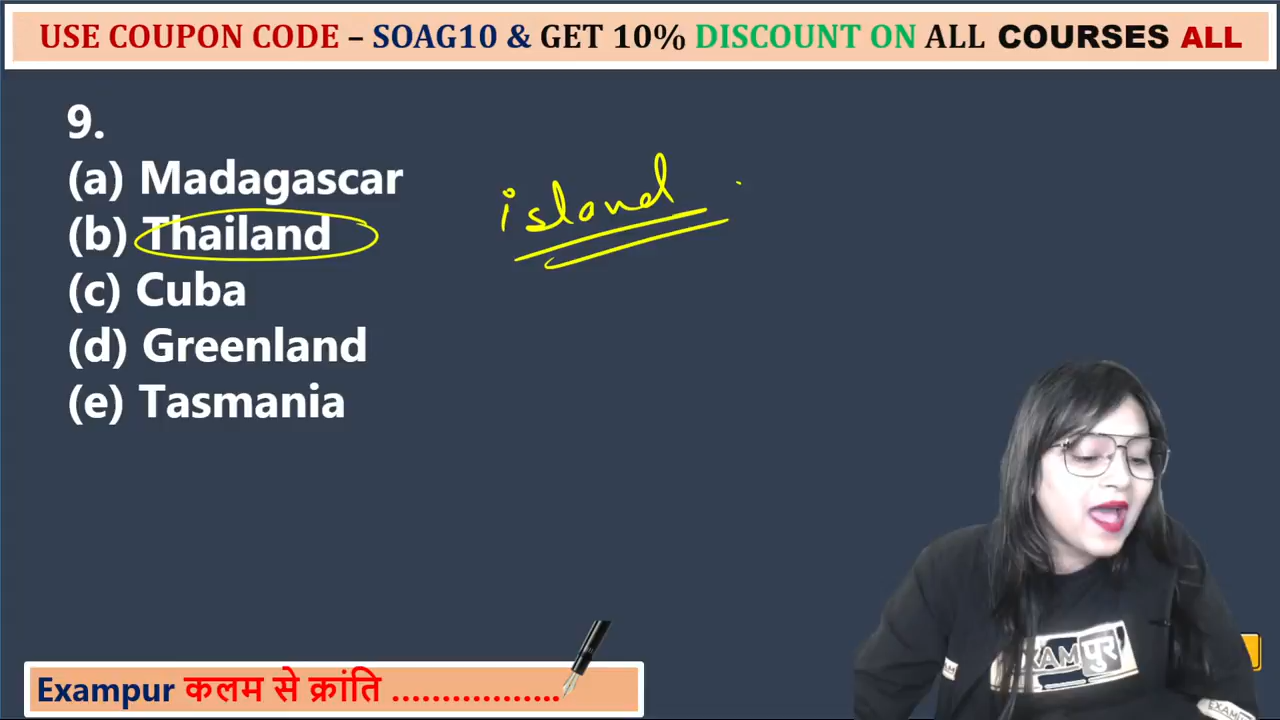 USE COUPON CODE – SOAG10 & GET 10% DISCOUNT ON ALL COURSES ALL
9.
(a) Madagascar
island
(b) Thailand
(c) Cuba
(d) Greenland
(e) Tasmania
EXAMपुर
Exampur कलम से क्रांति .................